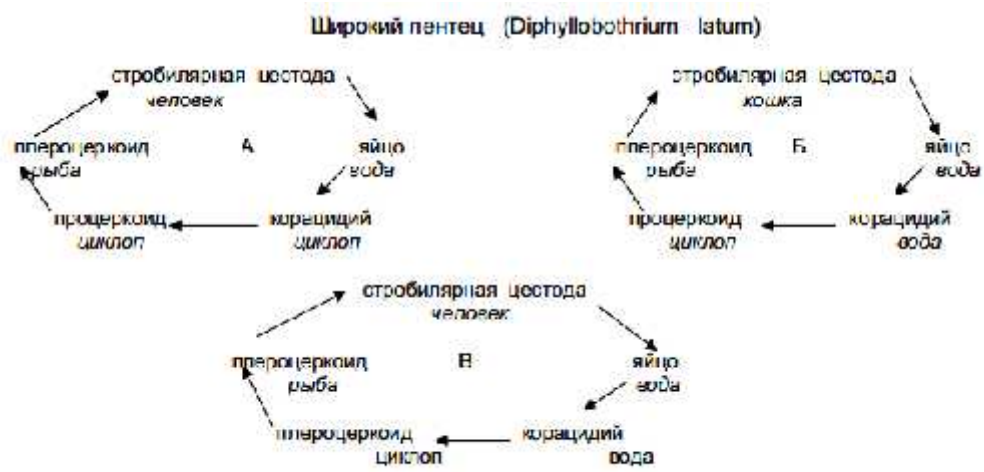 Широкий лентец (Diphyllobothrium latum)
стробилярная цестода
человек
плероцеркоид
рыба
А
яйцо
вода
процеркоид
циклоп
корацидий
циклоп
стробилярная цестода
кошка
плероцеркоид
рыба
Б
яйцо
вода
процеркоид
циклоп
корацидий
вода
стробилярная цестода
человек
плероцеркоид
рыба
В
яйцо
вода
плероцеркоид
циклоп
корацидий
вода